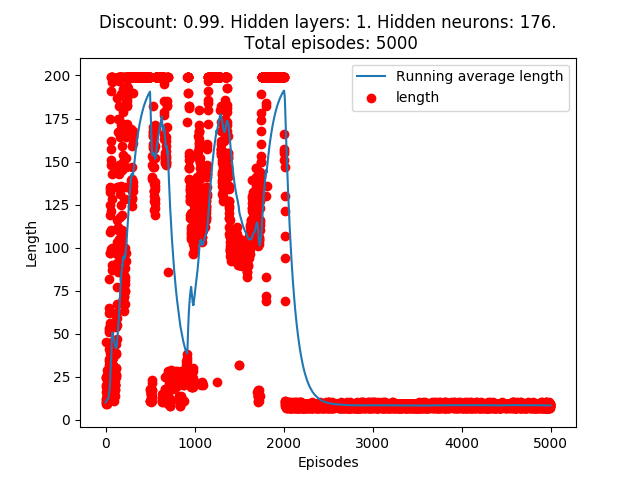 Discount: 0.99. Hidden layers: 1. Hidden neurons: 176.
Total episodes: 5000
Running average length
length
200
175
150
125
100
75
50
25
0
Length
0
1000
2000
3000
4000
5000
Episodes